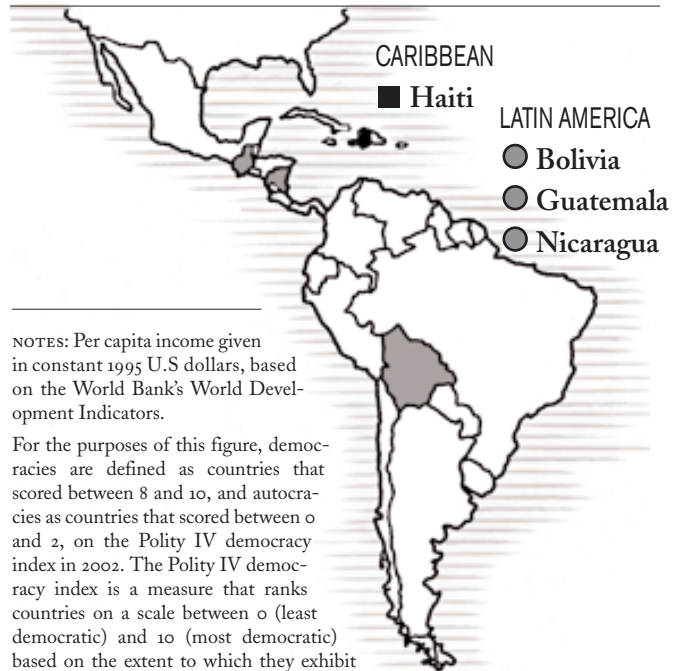 CARIBBEAN
Haiti
LATIN AMERICA
Bolivia
Guatemala
Nicaragua
NOTES: Per capita income given
in constant 1995 U.S dollars, based
on the World Bank’s World Devel-
opment Indicators.
For the purposes of this figure, democ-
racies are defined as countries that
scored between 8 and 10, and autocra-
cies as countries that scored between 0
and 2, on the Polity IV democracy
index in 2002. The Polity IV democ-
racy index is a measure that ranks
countries on a scale between 0 (least
democratic) and 10 (most democratic)
based on the extent to which they exhibit